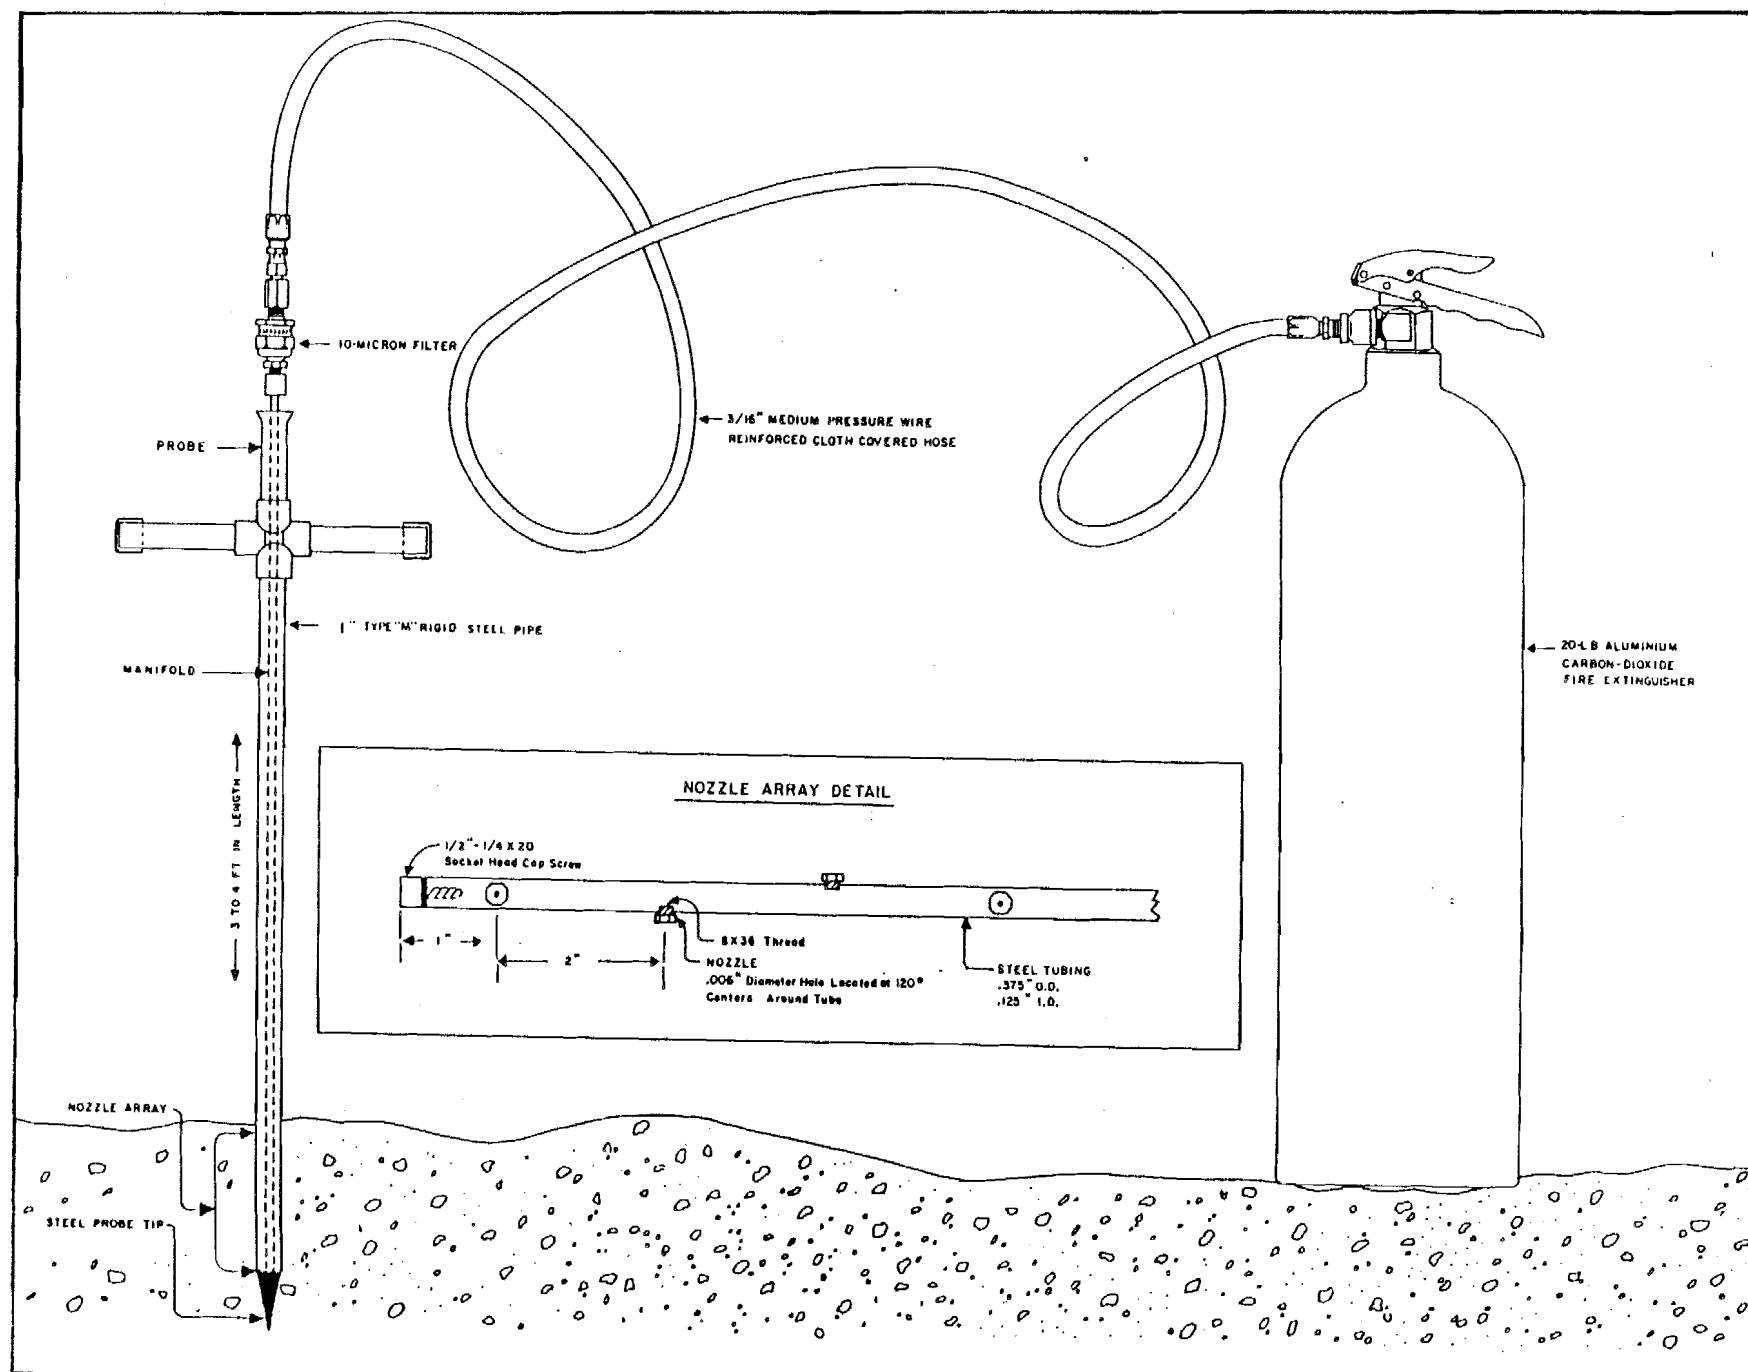 10-MICRON FILTER
3/16" MEDIUM PRESSURE WIRE
REINFORCED CLOTH COVERED HOSE
PROBE
1" TYPE "M" RIGID STEEL PIPE
MANIFOLD
20-LB ALUMINIUM
CARBON-DIOXIDE
FIRE EXTINGUISHER
3 TO 4 FT IN LENGTH
NOZZLE ARRAY DETAIL
1/2"-1/4 X 20
Socket Head Cap Screw
1"
2"
8X36 Thread
NOZZLE
.006" Diameter Hole Located at 120°
Centers Around Tube
STEEL TUBING
.375" O.D.
.125" I.D.
NOZZLE ARRAY
STEEL PROBE TIP